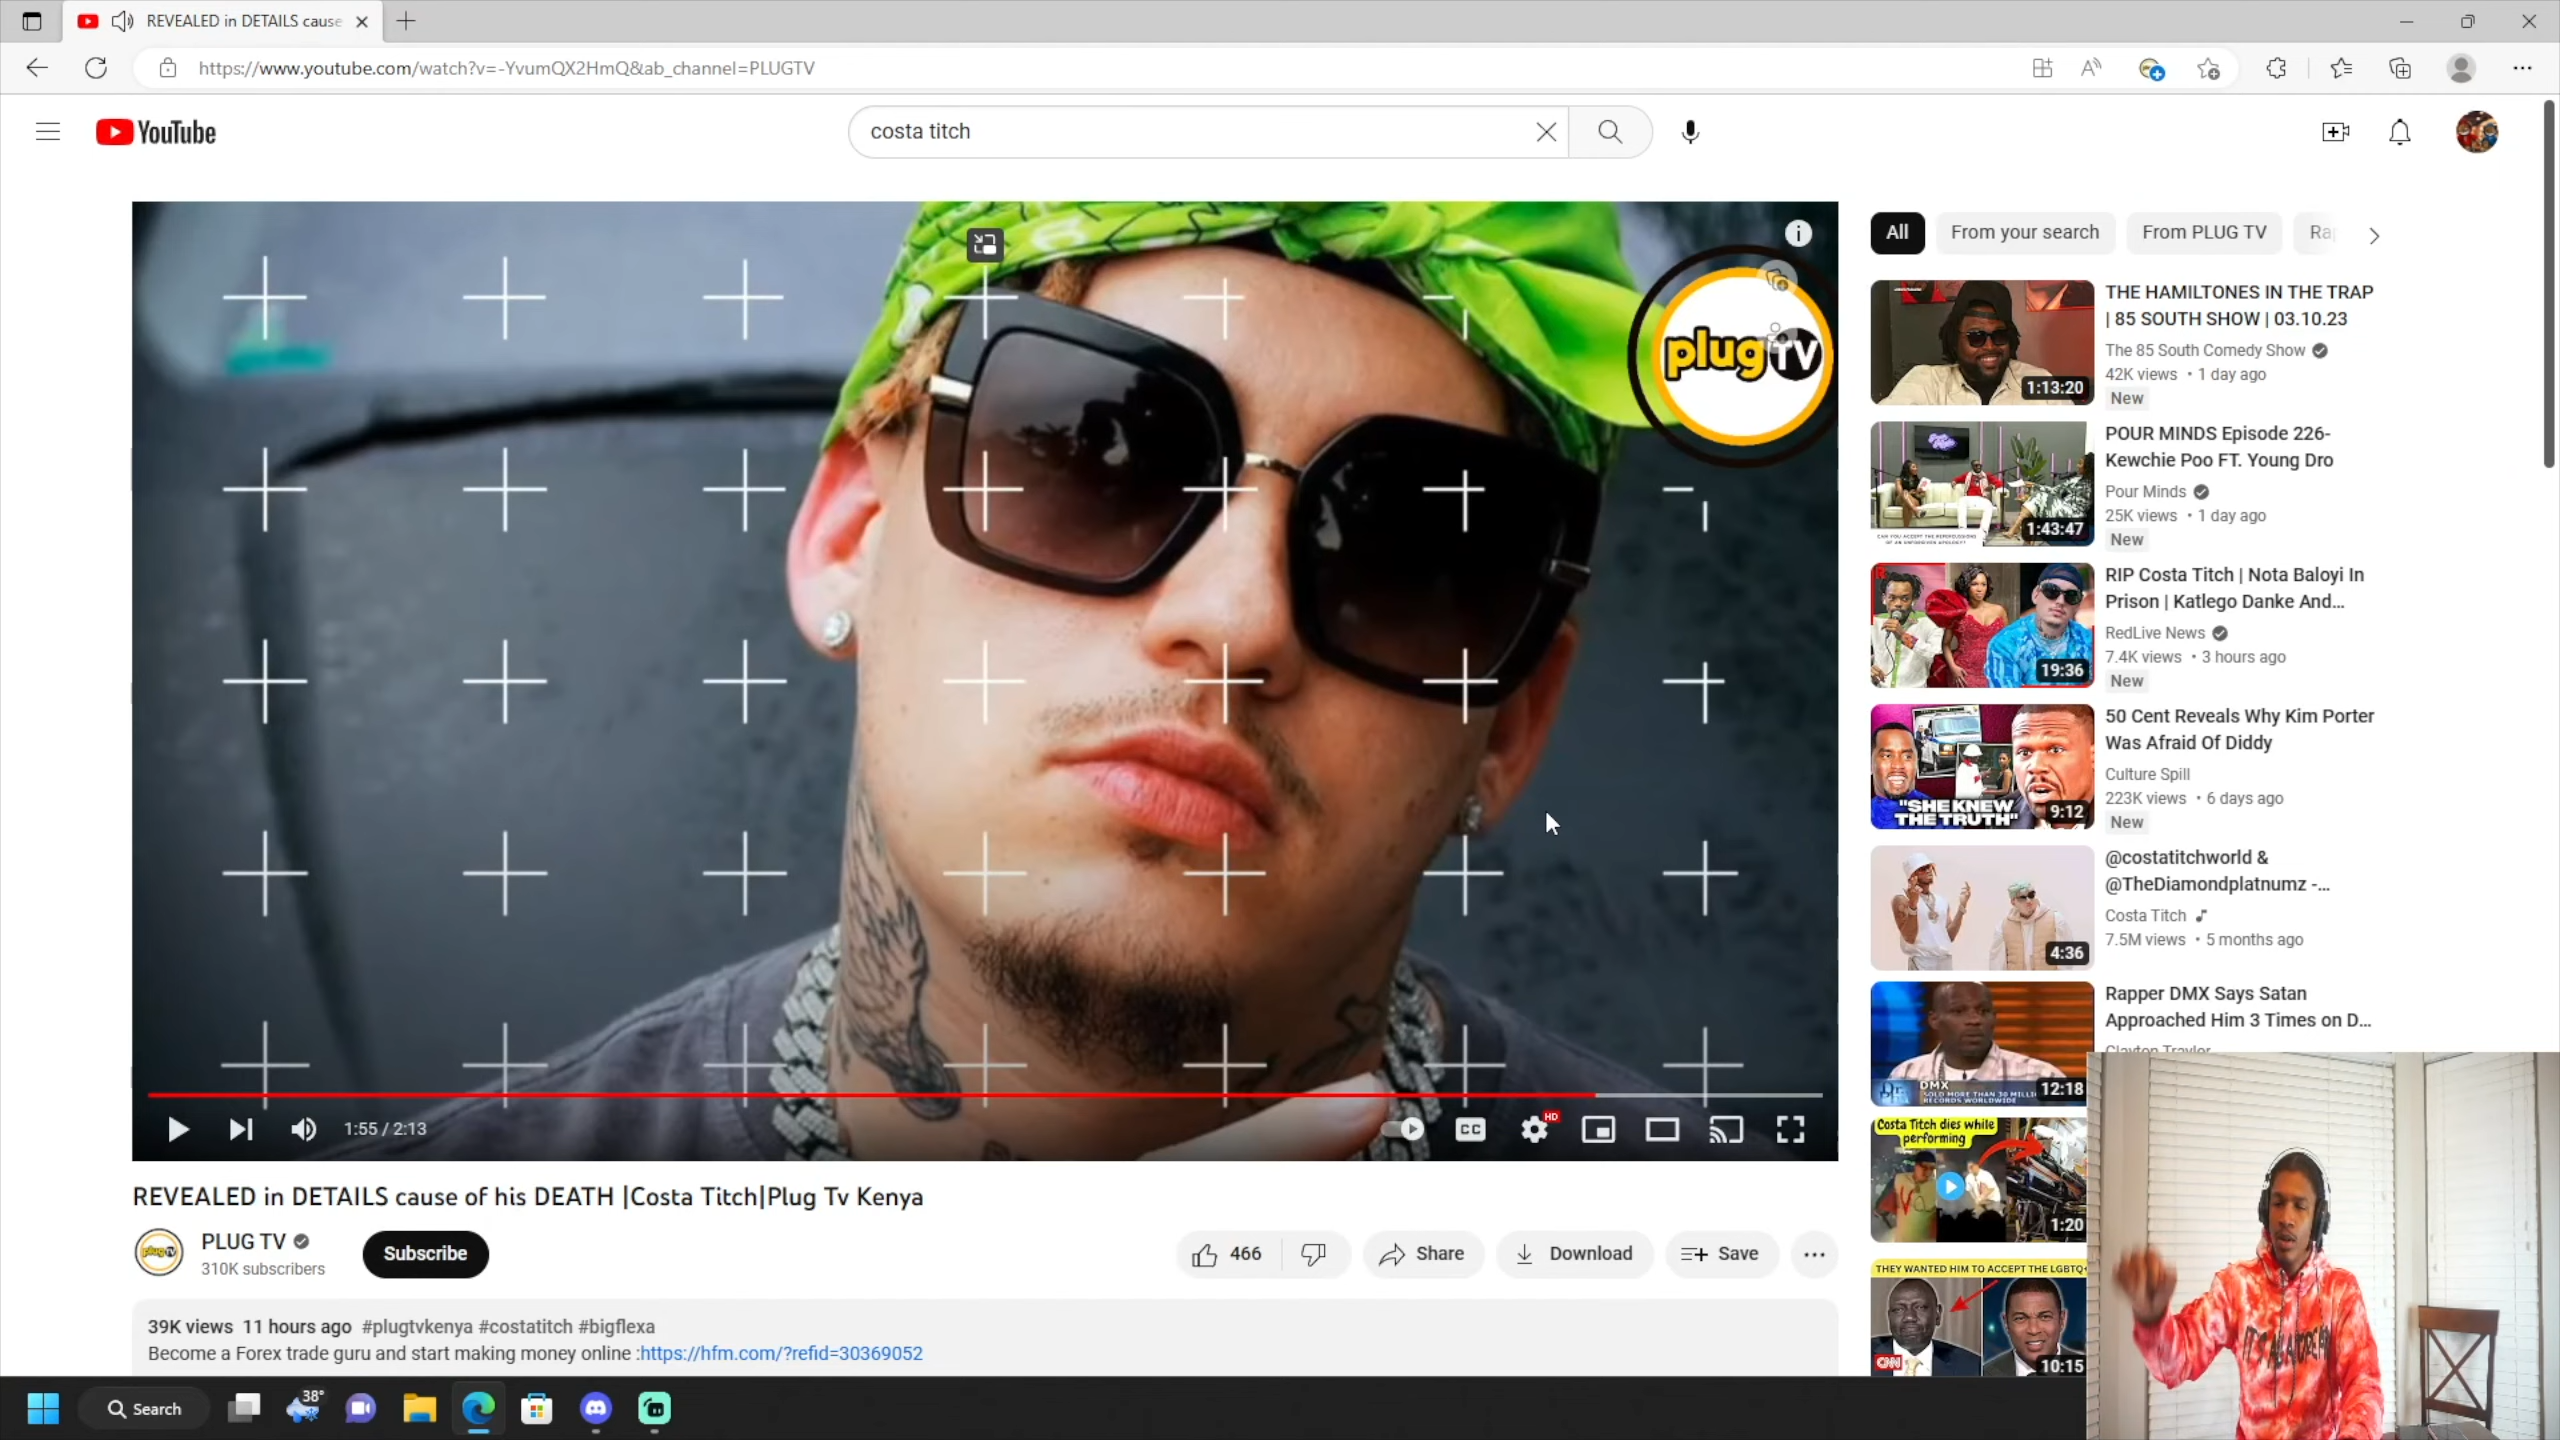 REVEALED in DETAILS cause
https://www.youtube.com/watch?v=-YvumQX2HmQ&ab_channel=PLUGTV
YouTube
costa titch
plug TV
All
From your search
From PLUG TV
THE HAMILTONES IN THE TRAP
| 85 SOUTH SHOW | 03.10.23
The 85 South Comedy Show
42K views • 1 day ago
New
1:13:20
POUR MINDS Episode 226-
Kewchie Poo FT. Young Dro
Pour Minds
25K views • 1 day ago
New
1:43:47
RIP Costa Titch | Nota Baloyi In
Prison | Katlego Danke And...
RedLive News
7.4K views • 3 hours ago
New
19:36
50 Cent Reveals Why Kim Porter
Was Afraid Of Diddy
Culture Spill
223K views • 6 days ago
New
"SHE KNEW
THE TRUTH"
9:12
@costatitchworld &
@TheDiamondplatnumz -...
Costa Titch
7.5M views • 5 months ago
4:36
Rapper DMX Says Satan
Approached Him 3 Times on D...
Clayton Traylor
DMX
12:18
Costa Titch dies while
performing
1:20
THEY WANTED HIM TO ACCEPT THE LGBTQ+
CNN
10:15
HD
CC
1:55 / 2:13
REVEALED in DETAILS cause of his DEATH |Costa Titch|Plug Tv Kenya
PLUG TV
310K subscribers
Subscribe
466
Share
Download
Save
39K views 11 hours ago #plugtvkenya #costatitch #bigflexa
Become a Forex trade guru and start making money online :https://hfm.com/?refid=30369052
38°
Search